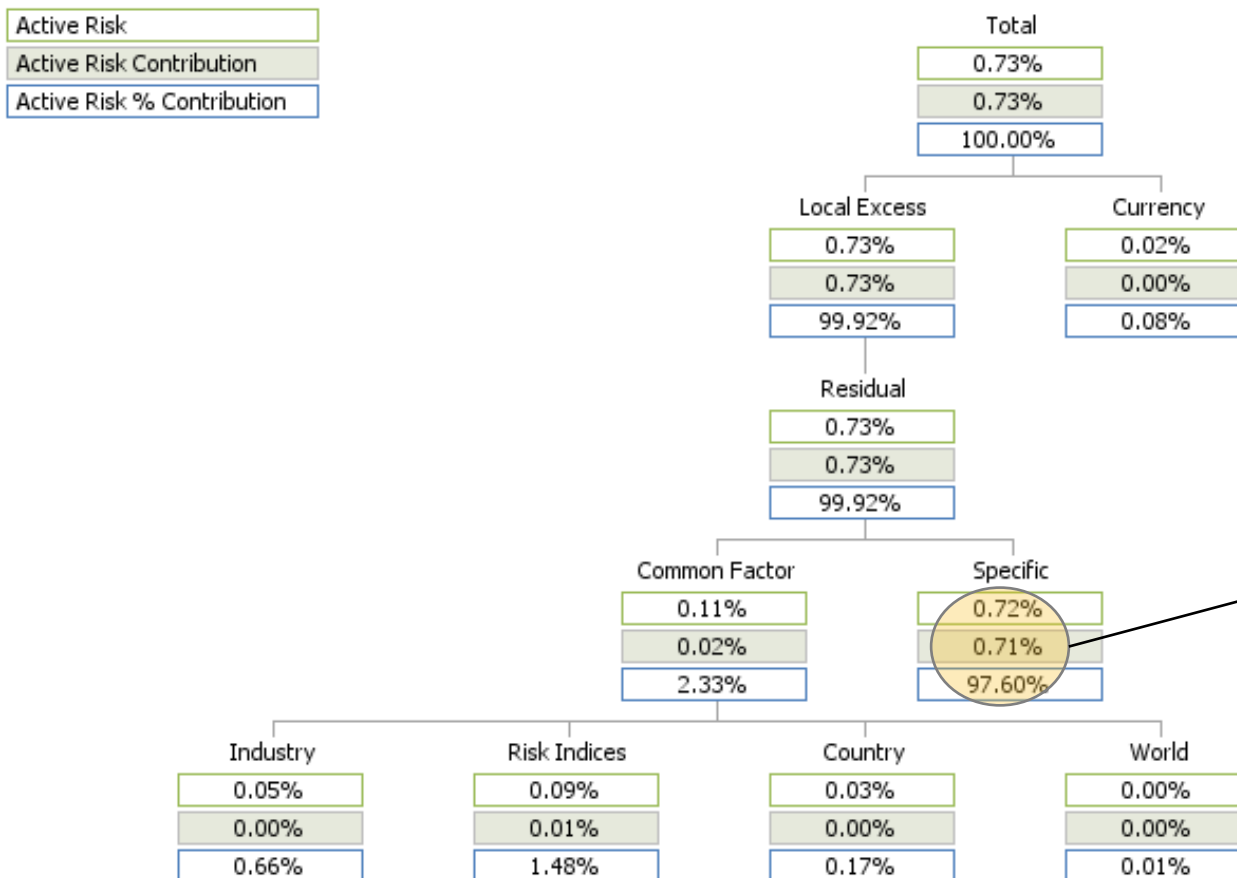 Active Risk
Active Risk Contribution
Active Risk % Contribution
Total
0.73%
0.73%
100.00%
Local Excess
0.73%
0.73%
99.92%
Currency
0.02%
0.00%
0.08%
Residual
0.73%
0.73%
99.92%
Common Factor
0.11%
0.02%
2.33%
Specific
0.72%
0.71%
97.60%
Industry
0.05%
0.00%
0.66%
Risk Indices
0.09%
0.01%
1.48%
Country
0.03%
0.00%
0.17%
World
0.00%
0.00%
0.01%